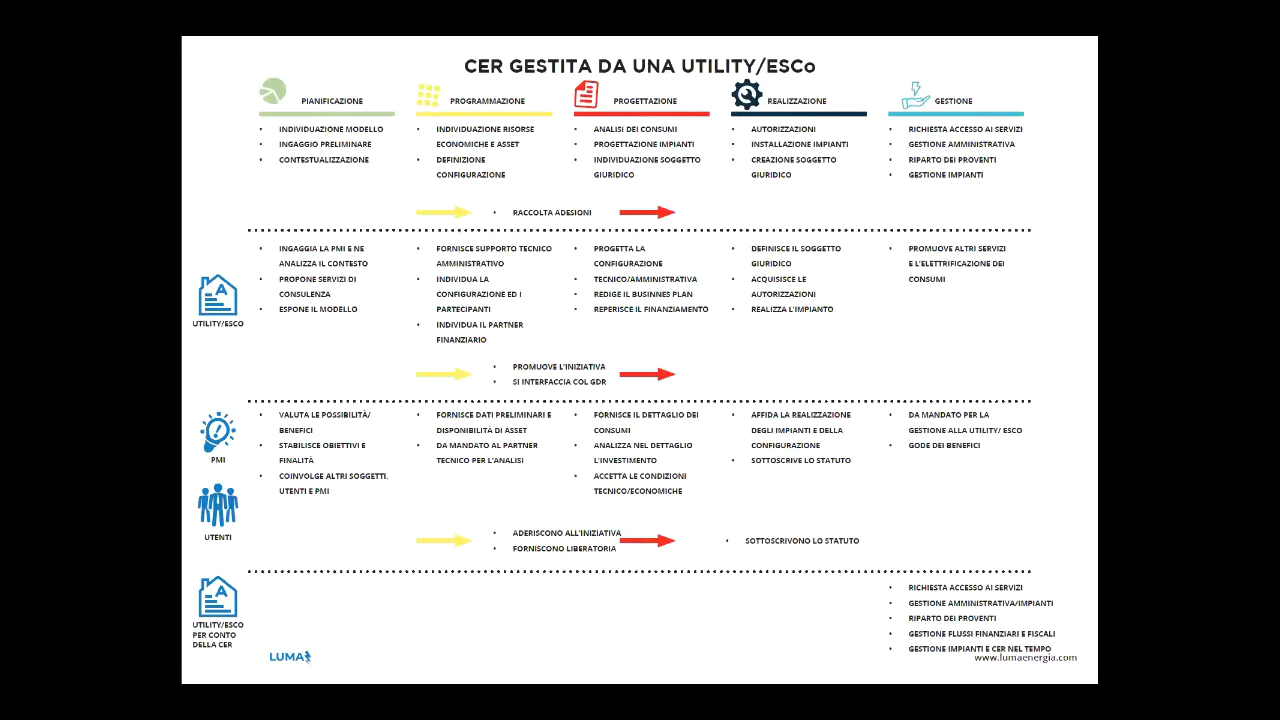 CER GESTITA DA UNA UTILITY/ESCo
PIANIFICAZIONE
PROGRAMMAZIONE
PROGETTAZIONE
REALIZZAZIONE
GESTIONE
• INDIVIDUAZIONE MODELLO
• INGAGGIO PRELIMINARE
• CONTESTUALIZZAZIONE
• INDIVIDUAZIONE RISORSE
ECONOMICHE E ASSET
• DEFINIZIONE
CONFIGURAZIONE
• ANALISI DEI CONSUMI
• PROGETTAZIONE IMPIANTI
• INDIVIDUAZIONE SOGGETTO
GIURIDICO
• AUTORIZZAZIONI
• INSTALLAZIONE IMPIANTI
• CREAZIONE SOGGETTO
GIURIDICO
• RICHIESTA ACCESSO AI SERVIZI
• GESTIONE AMMINISTRATIVA
• RIPARTO DEI PROVENTI
• GESTIONE IMPIANTI
• RACCOLTA ADESIONI
UTILITY/ESCO
• INGAGGIA LA PMI E NE
ANALIZZA IL CONTESTO
• PROPONE SERVIZI DI
CONSULENZA
• ESPONE IL MODELLO
• FORNISCE SUPPORTO TECNICO
AMMINISTRATIVO
• INDIVIDUA LA
CONFIGURAZIONE ED I
PARTECIPANTI
• INDIVIDUA IL PARTNER
FINANZIARIO
• PROGETTA LA
CONFIGURAZIONE
• TECNICO/AMMINISTRATIVA
• REDIGE IL BUSINNES PLAN
• REPERISCE IL FINANZIAMENTO
• DEFINISCE IL SOGGETTO
GIURIDICO
• ACQUISISCE LE
AUTORIZZAZIONI
• REALIZZA L'IMPIANTO
• PROMUOVE ALTRI SERVIZI
E L'ELETTRIFICAZIONE DEI
CONSUMI
• PROMUOVE L'INIZIATIVA
• SI INTERFACCIA COL GDR
PMI
UTENTI
• VALUTA LE POSSIBILITÀ/
BENEFICI
• STABILISCE OBIETTIVI E
FINALITÀ
• COINVOLGE ALTRI SOGGETTI,
UTENTI E PMI
• FORNISCE DATI PRELIMINARI E
DISPONIBILITÀ DI ASSET
• DA MANDATO AL PARTNER
TECNICO PER L'ANALISI
• FORNISCE IL DETTAGLIO DEI
CONSUMI
• ANALIZZA NEL DETTAGLIO
L'INVESTIMENTO
• ACCETTA LE CONDIZIONI
TECNICO/ECONOMICHE
• AFFIDA LA REALIZZAZIONE
DEGLI IMPIANTI E DELLA
CONFIGURAZIONE
• SOTTOSCRIVE LO STATUTO
• DA MANDATO PER LA
GESTIONE ALLA UTILITY/ ESCO
• GODE DEI BENEFICI
• ADERISCONO ALL'INIZIATIVA
• FORNISCONO LIBERATORIA
• SOTTOSCRIVONO LO STATUTO
UTILITY/ESCO
PER CONTO
DELLA CER
• RICHIESTA ACCESSO AI SERVIZI
• GESTIONE AMMINISTRATIVA/IMPIANTI
• RIPARTO DEI PROVENTI
• GESTIONE FLUSSI FINANZIARI E FISCALI
• GESTIONE IMPIANTI E CER NEL TEMPO
LUMA
www.lumaenergia.com